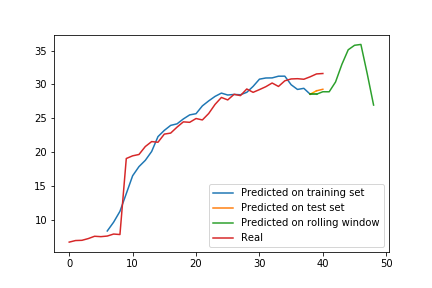 35
30
25
20
15
10
0 10 20 30 40 50
Predicted on training set
Predicted on test set
Predicted on rolling window
Real